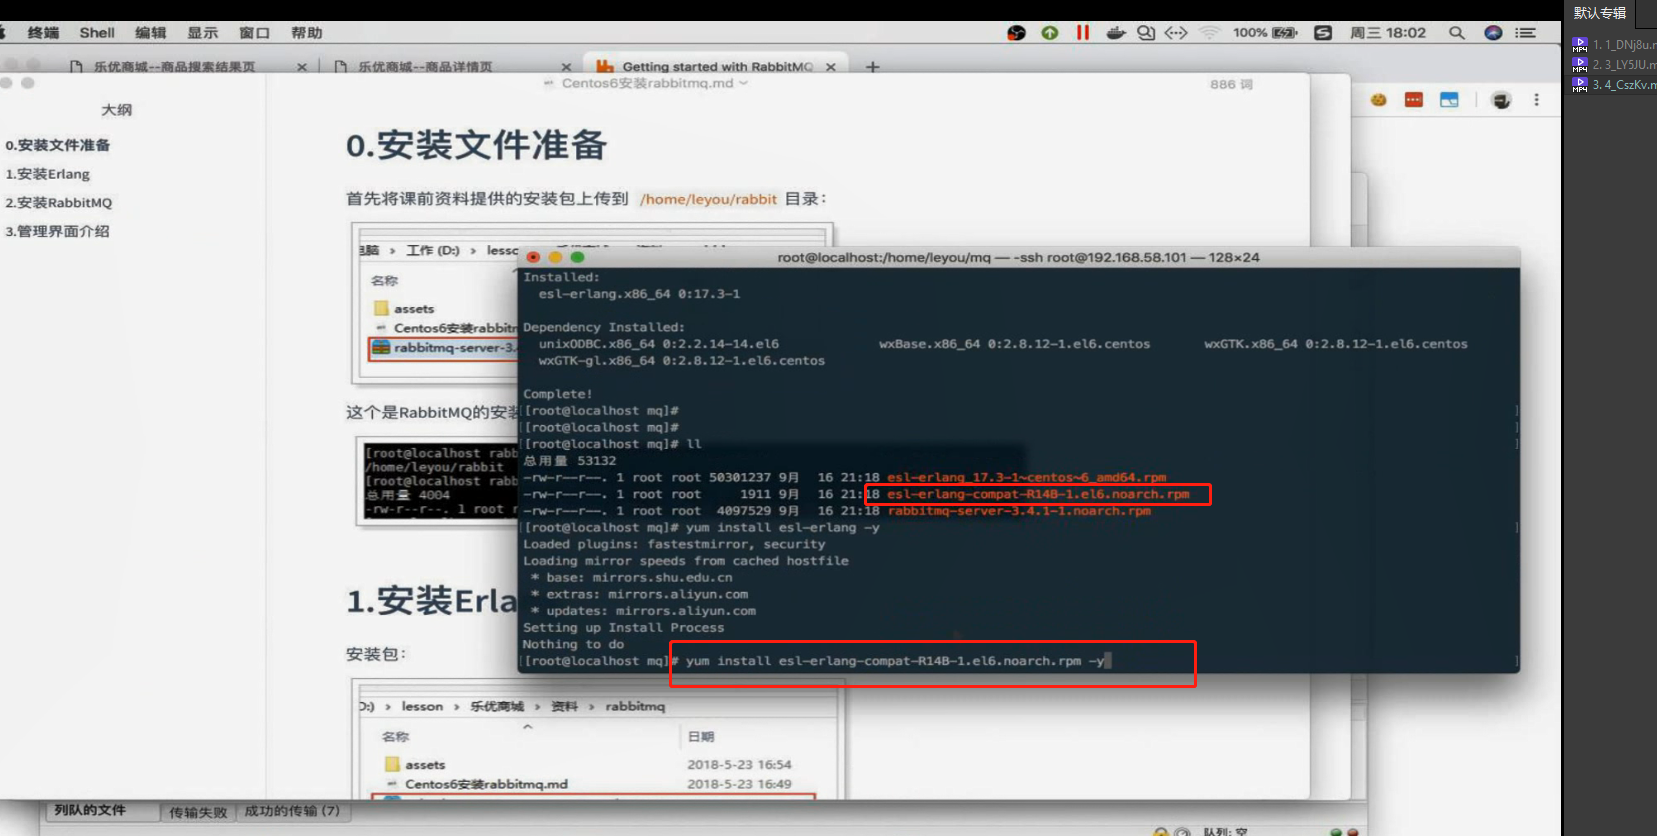 终端 Shell 编辑 显示 窗口 帮助
100%
周三 18:02
乐优商城--商品搜索结果页
乐优商城--商品详情页
Getting started with RabbitMQ
默认专辑
1. 1_DNj8u.m
2. 3_LY5JU.m
3. 4_CszKv.m
Centos6安装rabbitmq.md
886 词
大纲
0.安装文件准备
1.安装Erlang
2.安装RabbitMQ
3.管理界面介绍
0.安装文件准备
首先将课前资料提供的安装包上传到 /home/leyou/rabbit 目录：
电脑 › 工作 (D:) › lesso
名称
assets
Centos6安装rabbitm
rabbitmq-server-3.
这个是RabbitMQ的安装
[root@localhost rabb
/home/leyou/rabbit
[root@localhost rabb
总用量 4004
-rw-r--r--. 1 root r
1.安装Erla
安装包：
D:) › lesson › 乐优商城 › 资料 › rabbitmq
名称 日期
assets 2018-5-23 16:54
Centos6安装rabbitmq.md 2018-5-23 16:49
root@localhost:/home/leyou/mq — -ssh root@192.168.58.101 — 128×24
Installed:
esl-erlang.x86_64 0:17.3-1
Dependency Installed:
unixODBC.x86_64 0:2.2.14-14.el6 wxBase.x86_64 0:2.8.12-1.el6.centos wxGTK.x86_64 0:2.8.12-1.el6.centos
wxGTK-gl.x86_64 0:2.8.12-1.el6.centos
Complete!
[root@localhost mq]#
[root@localhost mq]#
[root@localhost mq]# ll
总用量 53132
-rw-r--r--. 1 root root 50301237 9月 16 21:18 esl-erlang_17.3-1~centos~6_amd64.rpm
-rw-r--r--. 1 root root 1911 9月 16 21:18 esl-erlang-compat-R14B-1.el6.noarch.rpm
-rw-r--r--. 1 root root 4097529 9月 16 21:18 rabbitmq-server-3.4.1-1.noarch.rpm
[root@localhost mq]# yum install esl-erlang -y
Loaded plugins: fastestmirror, security
Loading mirror speeds from cached hostfile
* base: mirrors.shu.edu.cn
* extras: mirrors.aliyun.com
* updates: mirrors.aliyun.com
Setting up Install Process
Nothing to do
[root@localhost mq]# yum install esl-erlang-compat-R14B-1.el6.noarch.rpm -y
列队的文件 传输失败 成功的传输 (7)
队列: 空